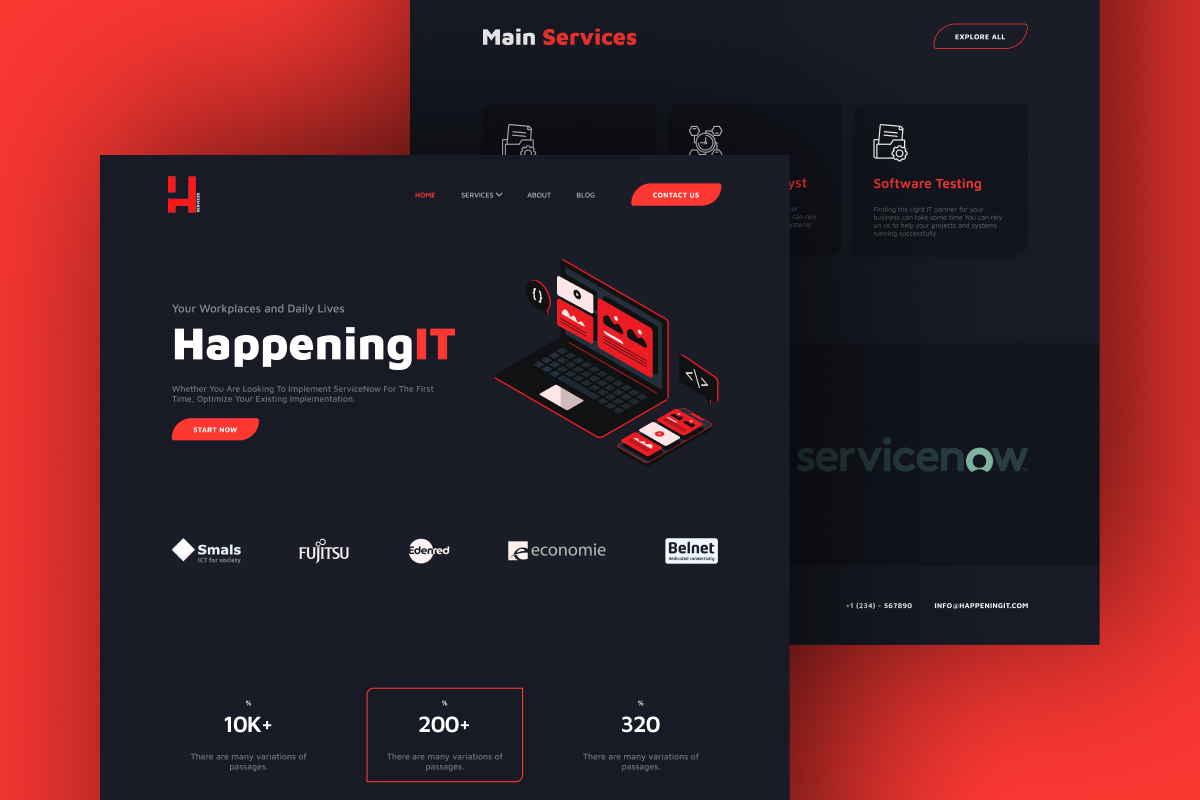 Main Services
EXPLORE ALL
yst
our
can rely
systems
Software Testing
Finding the right IT partner for your
business can take some time You can rely
on us to help your projects and systems
running successfully.
servicenow
+1 (234) - 567890
INFO@HAPPENINGIT.COM
H SERVICES
HOME
SERVICES
ABOUT
BLOG
CONTACT US
Your Workplaces and Daily Lives
HappeningIT
Whether You Are Looking To Implement ServiceNow For The First
Time, Optimize Your Existing Implementation.
START NOW
{ }
</>
Smals
ICT for society
FUJITSU
Edenred
e economie
Belnet
dedicated connectivity
%
10K+
There are many variations of
passages.
%
200+
There are many variations of
passages.
%
320
There are many variations of
passages.